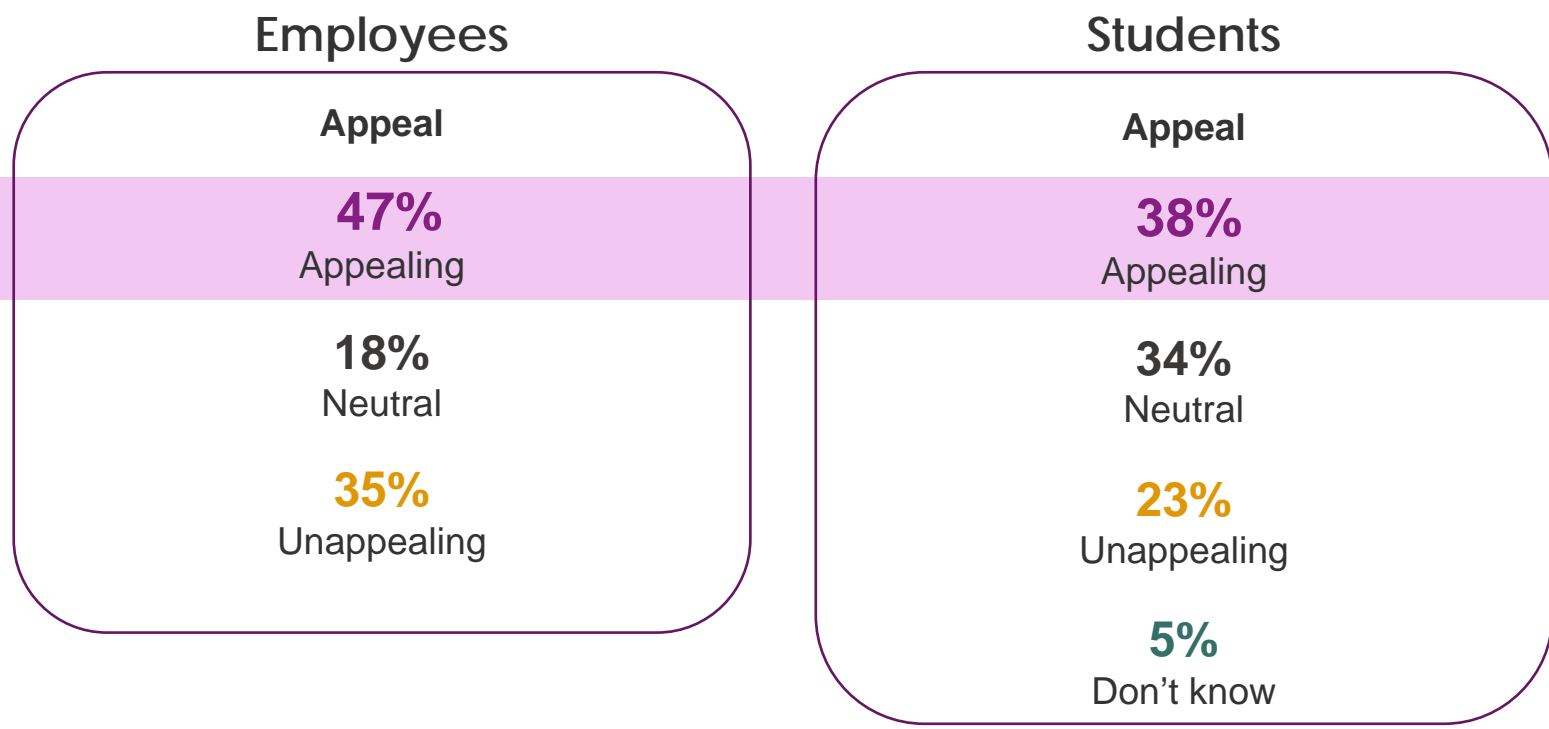 Employees
Appeal
47%
Appealing
18%
Neutral
35%
Unappealing
Students
Appeal
38%
Appealing
34%
Neutral
23%
Unappealing
5%
Don’t know